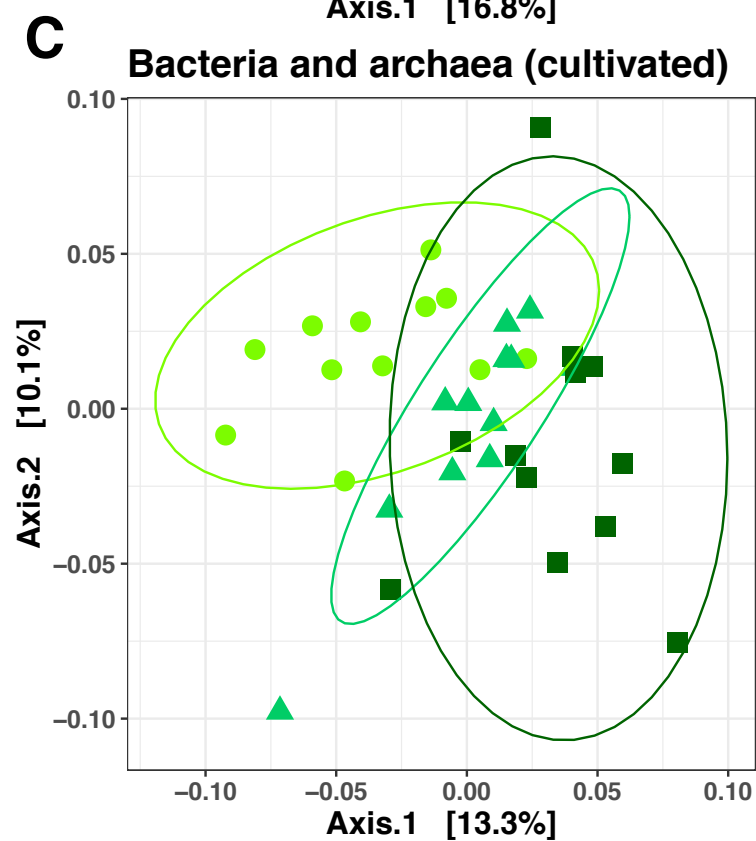 Axis.1 [16.8%]
C
Bacteria and archaea (cultivated)
0.10
0.05
0.00
−0.05
−0.10
Axis.2 [10.1%]
−0.10 −0.05 0.00 0.05 0.10
Axis.1 [13.3%]